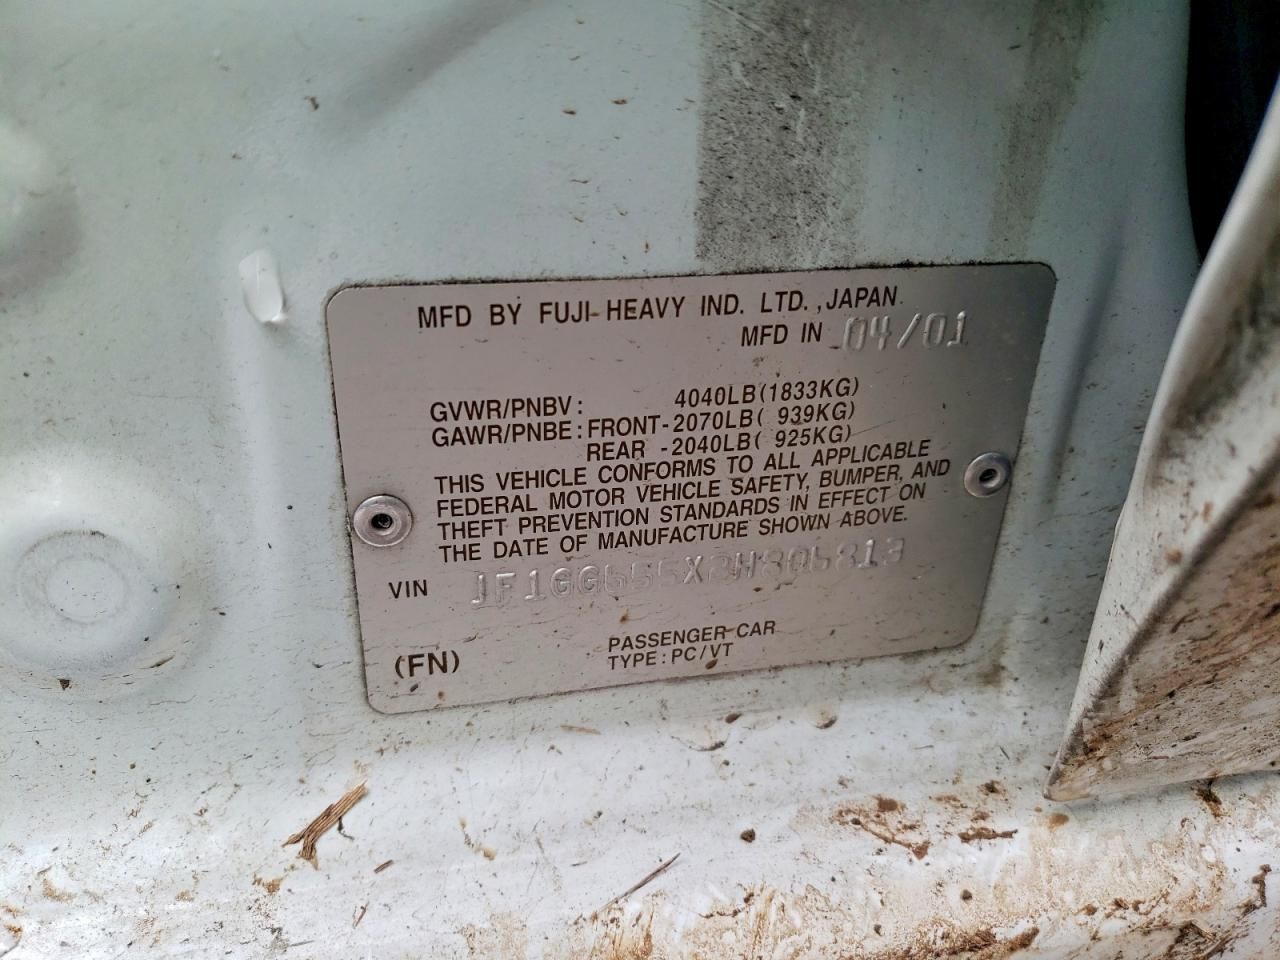 MFD BY FUJI-HEAVY IND. LTD.,JAPAN
MFD IN 04/01
GVWR/PNBV: 4040LB(1833KG)
GAWR/PNBE: FRONT-2070LB( 939KG)
REAR -2040LB( 925KG)
THIS VEHICLE CONFORMS TO ALL APPLICABLE
FEDERAL MOTOR VEHICLE SAFETY, BUMPER, AND
THEFT PREVENTION STANDARDS IN EFFECT ON
THE DATE OF MANUFACTURE SHOWN ABOVE.
VIN JF1GG655X2H806813
PASSENGER CAR
(FN) TYPE:PC/VT